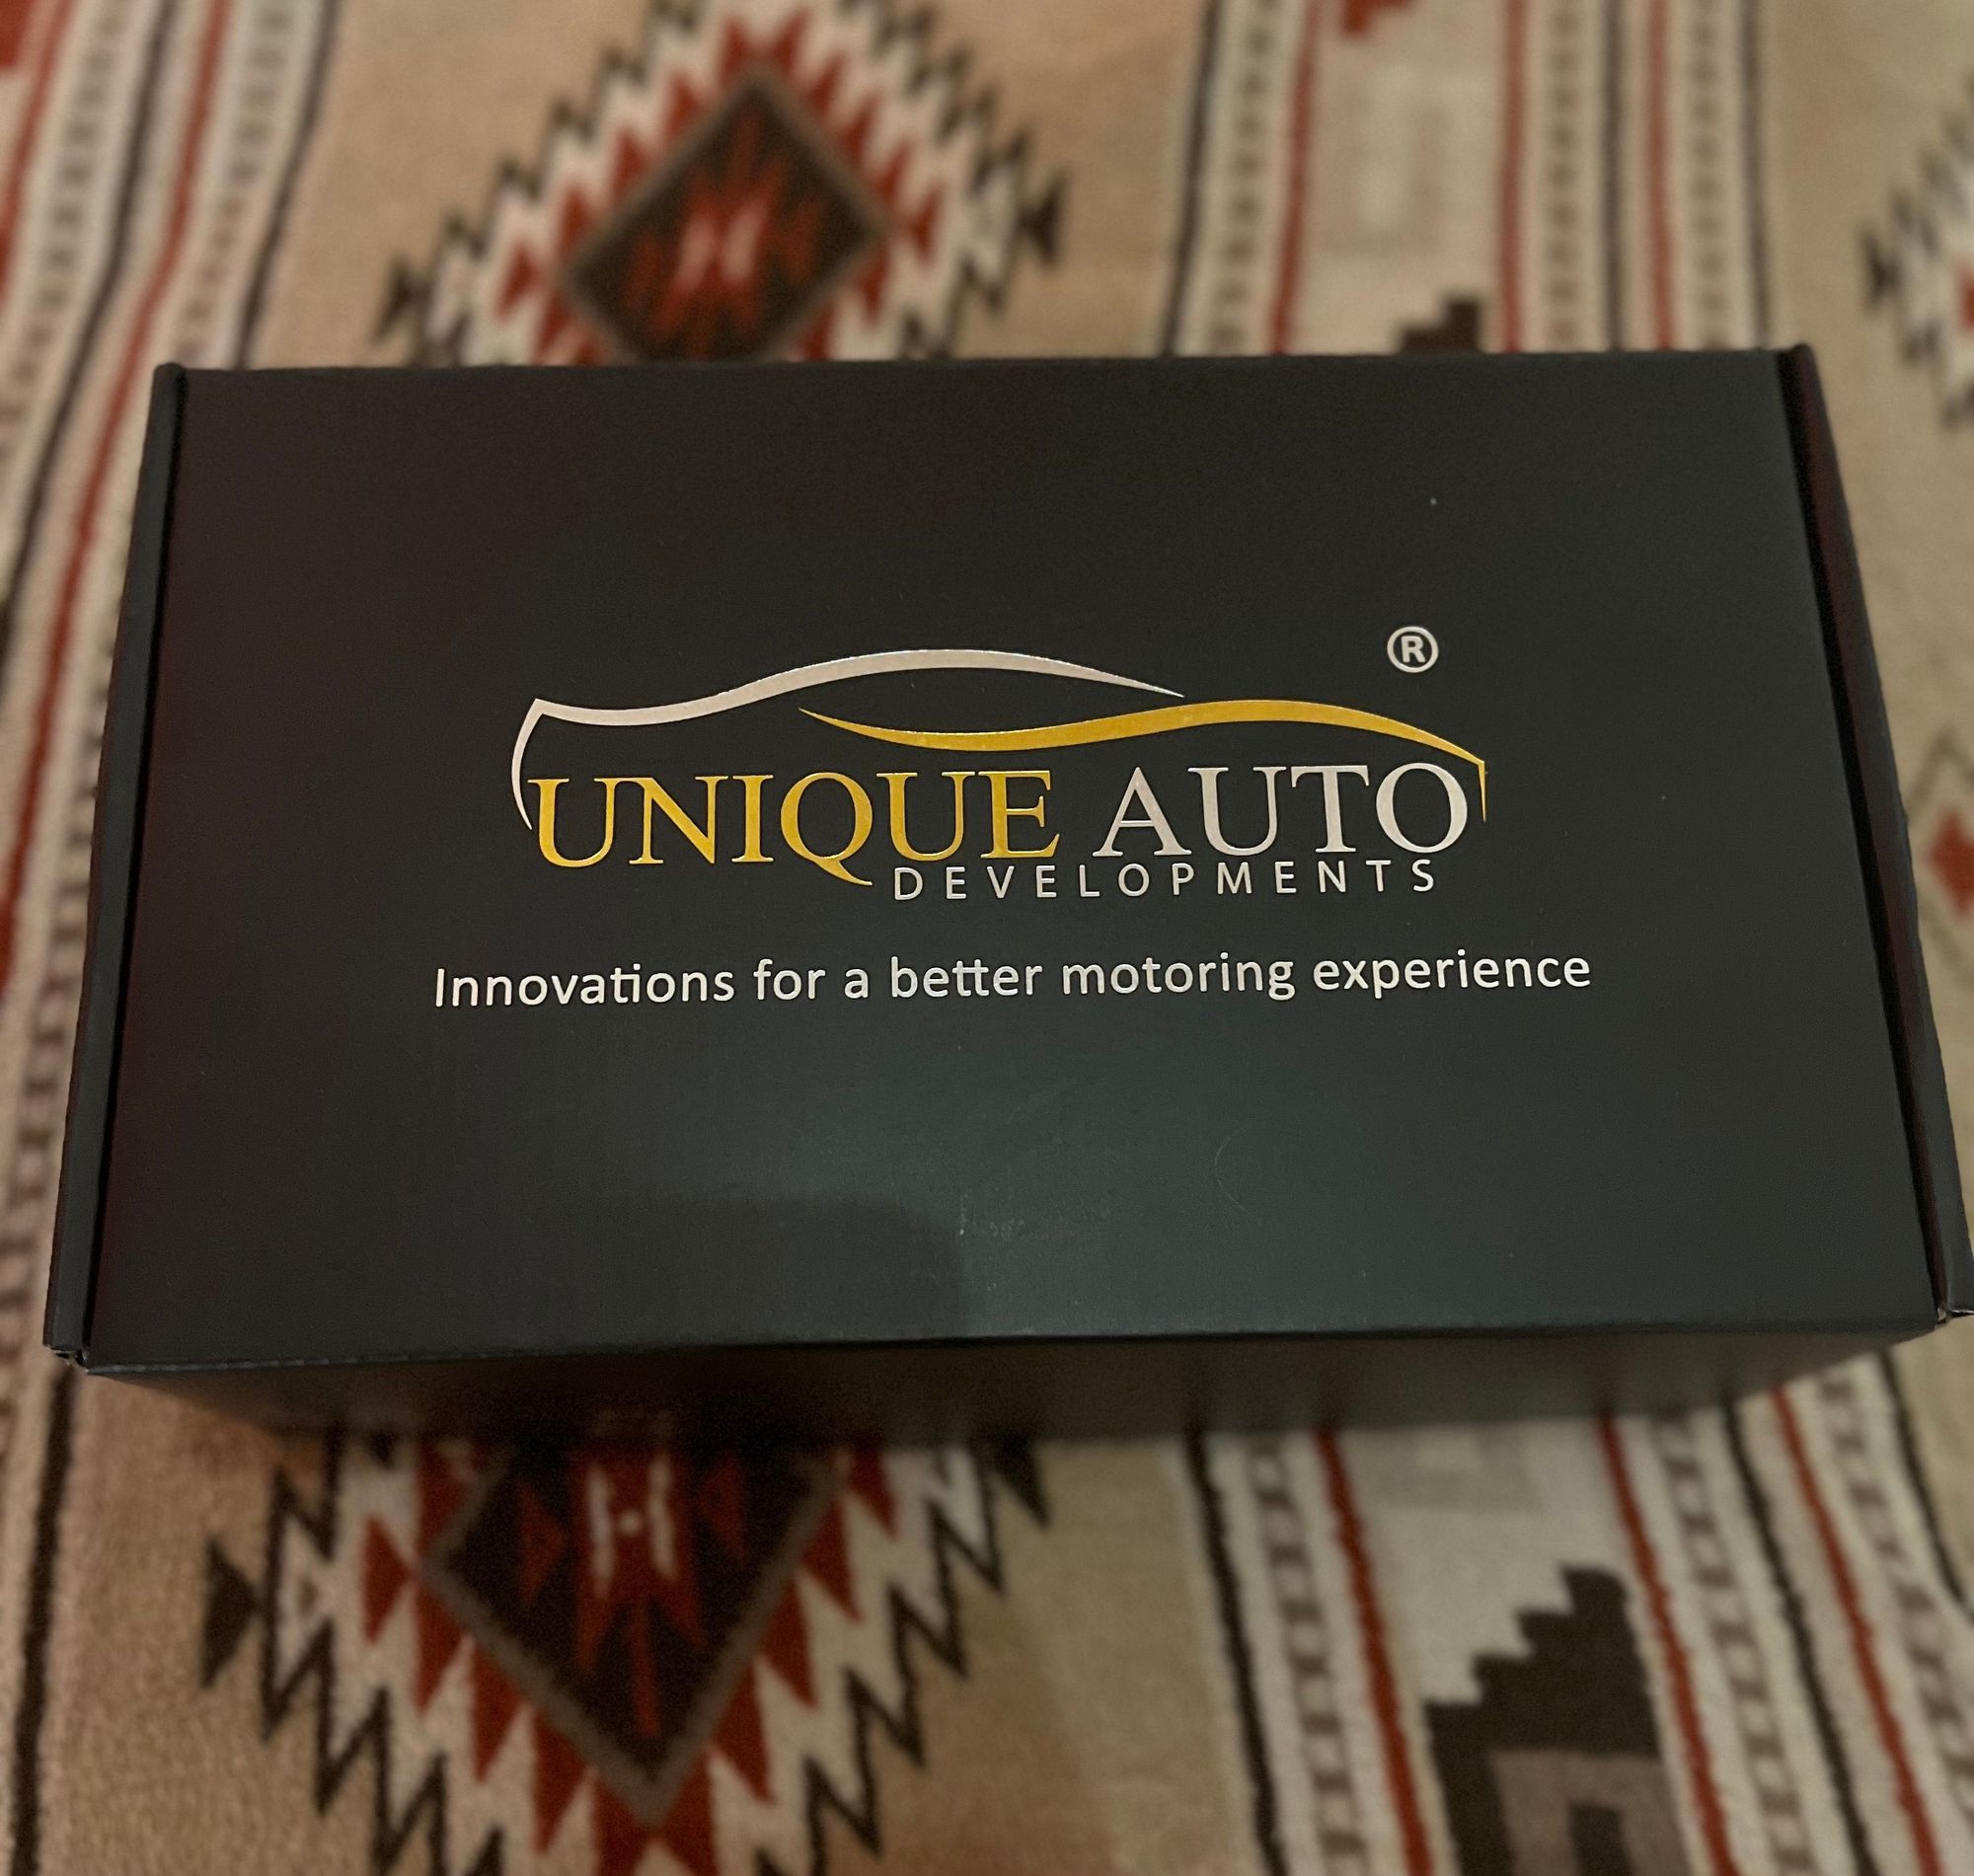 ®
UNIQUE AUTO
DEVELOPMENTS
Innovations for a better motoring experience